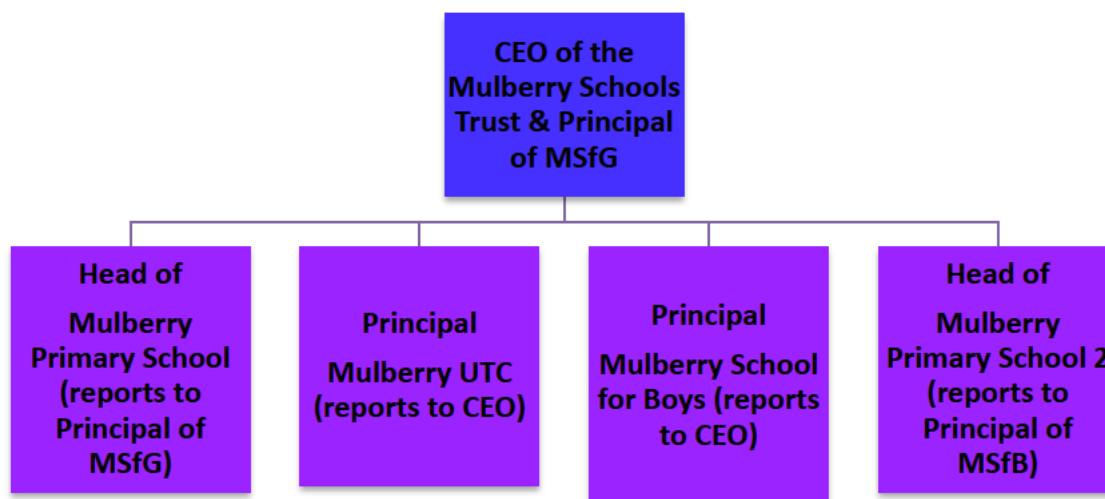 CEO of the
Mulberry Schools
Trust & Principal
of MSfG
Head of
Mulberry
Primary School
(reports to
Principal of
MSfG)
Principal
Mulberry UTC
(reports to CEO)
Principal
Mulberry School
for Boys (reports
to CEO)
Head of
Mulberry
Primary School 2
(reports to
Principal of
MSfB)